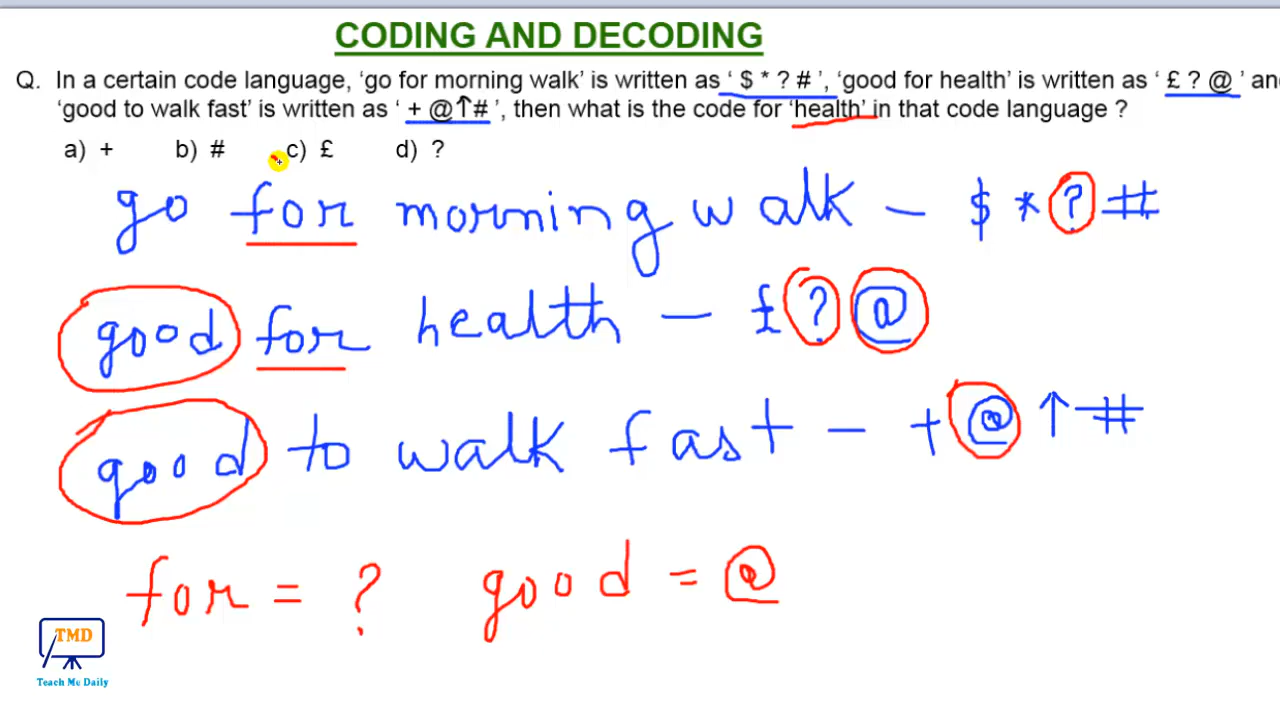 CODING AND DECODING
Q. In a certain code language, ‘go for morning walk’ is written as ‘ $ * ? # ’, ‘good for health’ is written as ‘ £ ? @ ’ an
‘good to walk fast’ is written as ‘ + @↑# ’, then what is the code for ‘health’ in that code language ?
a) + b) # c) £ d) ?
go for morning walk – $ * ? #
good for health – £ ? @
good to walk fast – + @ ↑ #
for = ? good = @
TMD
Teach Me Daily